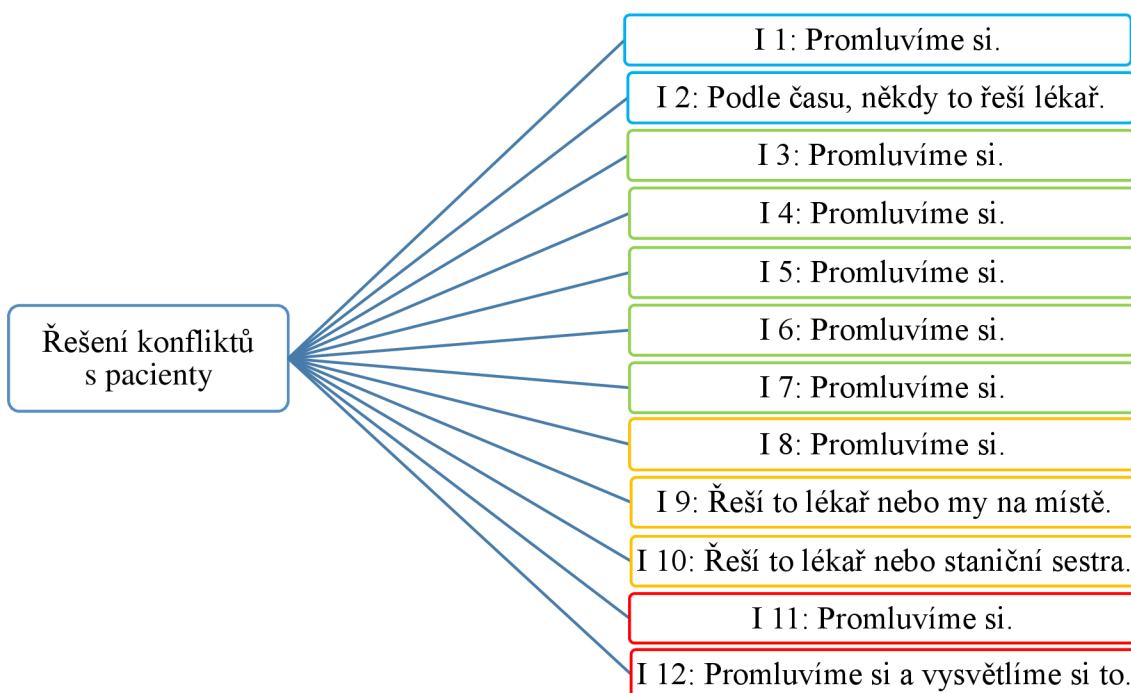 Řešení konfliktů
s pacienty
I 1: Promluvíme si.
I 2: Podle času, někdy to řeší lékař.
I 3: Promluvíme si.
I 4: Promluvíme si.
I 5: Promluvíme si.
I 6: Promluvíme si.
I 7: Promluvíme si.
I 8: Promluvíme si.
I 9: Řeší to lékař nebo my na místě.
I 10: Řeší to lékař nebo staniční sestra.
I 11: Promluvíme si.
I 12: Promluvíme si a vysvětlíme si to.